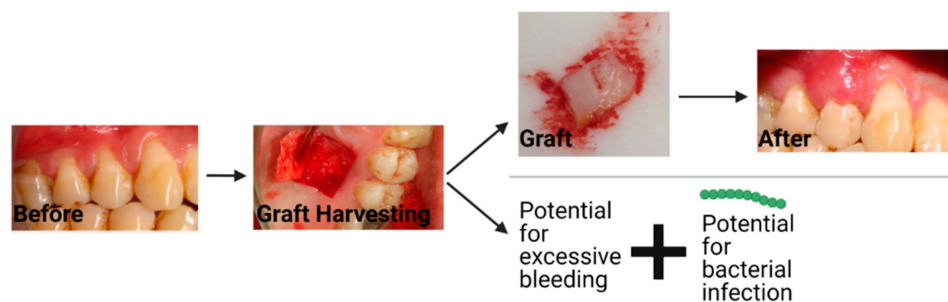 Before
Graft Harvesting
Graft
After
Potential
for
excessive
bleeding
Potential
for
bacterial
infection